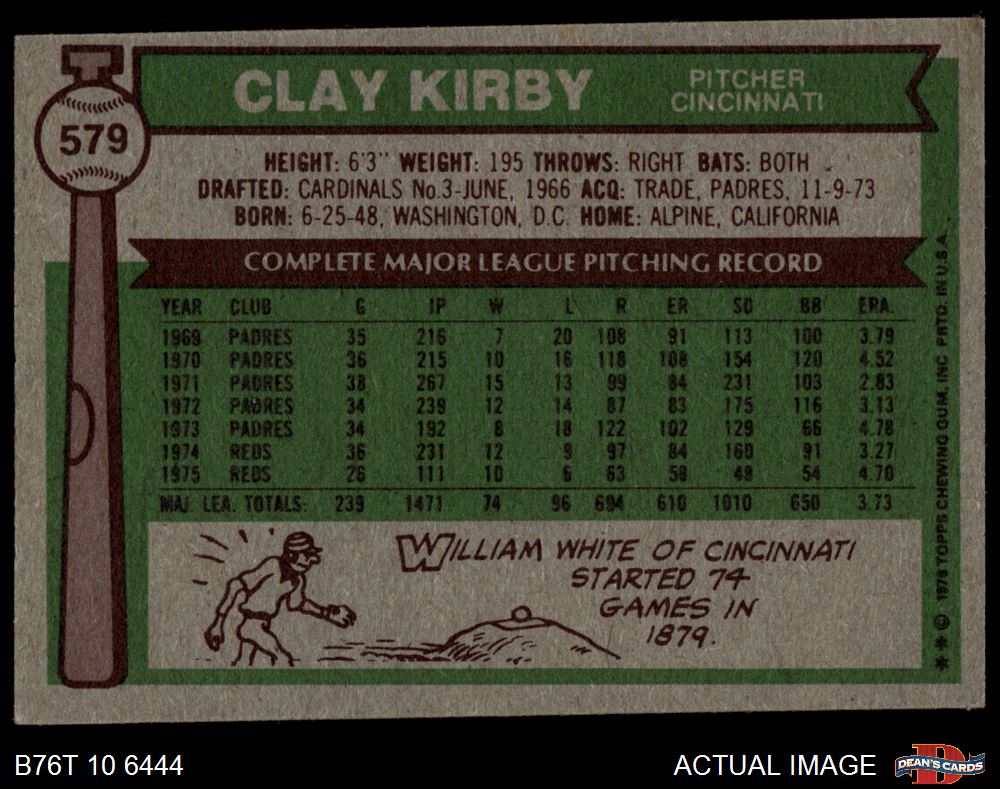 579
CLAY KIRBY
PITCHER
CINCINNATI
HEIGHT: 6'3" WEIGHT: 195 THROWS: RIGHT BATS: BOTH
DRAFTED: CARDINALS No.3-JUNE, 1966 ACQ: TRADE, PADRES, 11-9-73
BORN: 6-25-48, WASHINGTON, D.C. HOME: ALPINE, CALIFORNIA
COMPLETE MAJOR LEAGUE PITCHING RECORD
YEAR CLUB G IP W L R ER SO BB ERA.
1969 PADRES 35 216 7 20 108 91 113 100 3.79
1970 PADRES 36 215 10 16 118 108 154 120 4.52
1971 PADRES 38 267 15 13 99 84 231 103 2.83
1972 PADRES 34 239 12 14 87 83 175 116 3.13
1973 PADRES 34 192 8 18 122 102 129 66 4.78
1974 REDS 36 231 12 9 97 84 160 91 3.27
1975 REDS 26 111 10 6 63 58 48 54 4.70
MAJ. LEA. TOTALS: 239 1471 74 96 694 610 1010 650 3.73
WILLIAM WHITE OF CINCINNATI
STARTED 74
GAMES IN
1879.
** © 1976 TOPPS CHEWING GUM, INC. PRTD. IN U.S.A.
B76T 10 6444
ACTUAL IMAGE
DEAN'S CARDS